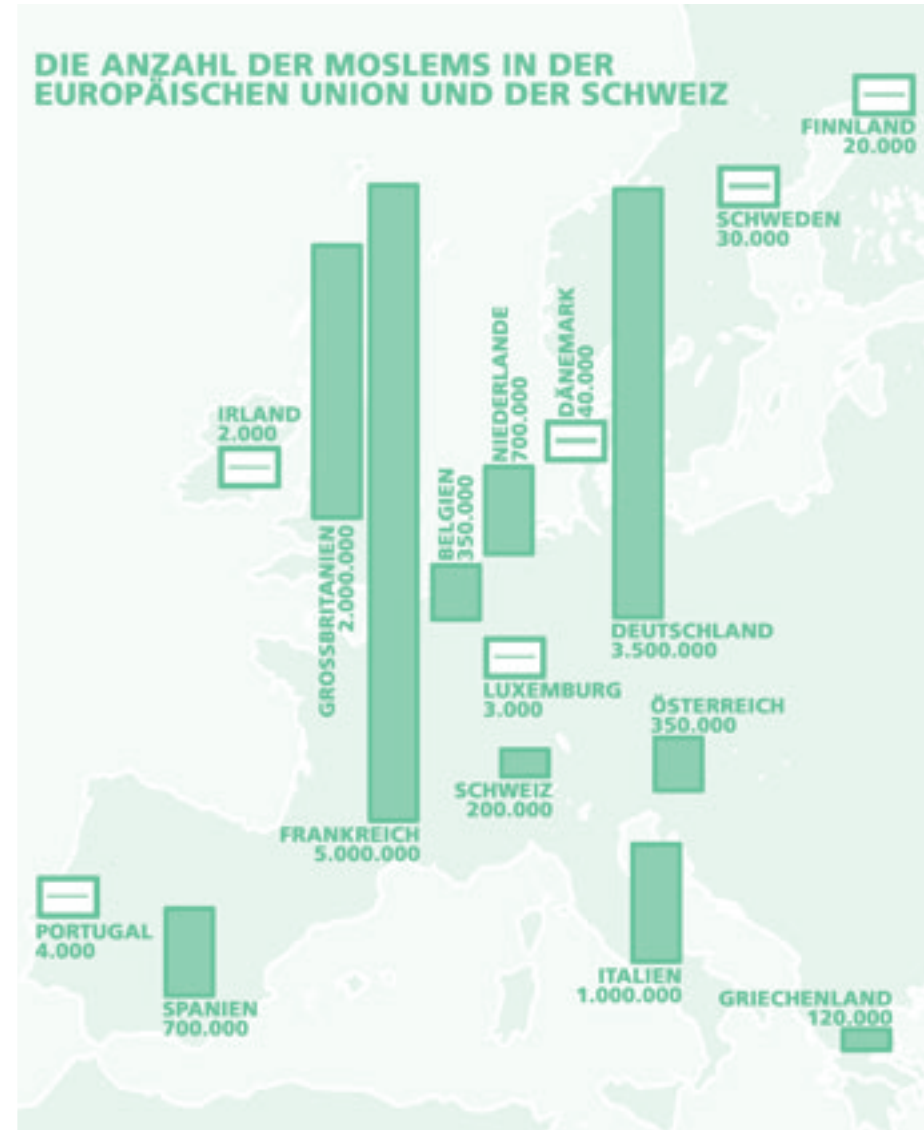 DIE ANZAHL DER MOSLEMS IN DER
EUROPÄISCHEN UNION UND DER SCHWEIZ
FINNLAND
20.000
SCHWEDEN
30.000
DÄNEMARK
40.000
NIEDERLANDE
700.000
IRLAND
2.000
BELGIEN
350.000
GROSSBRITANIEN
2.000.000
DEUTSCHLAND
3.500.000
LUXEMBURG
3.000
ÖSTERREICH
350.000
SCHWEIZ
200.000
FRANKREICH
5.000.000
PORTUGAL
4.000
SPANIEN
700.000
ITALIEN
1.000.000
GRIECHENLAND
120.000